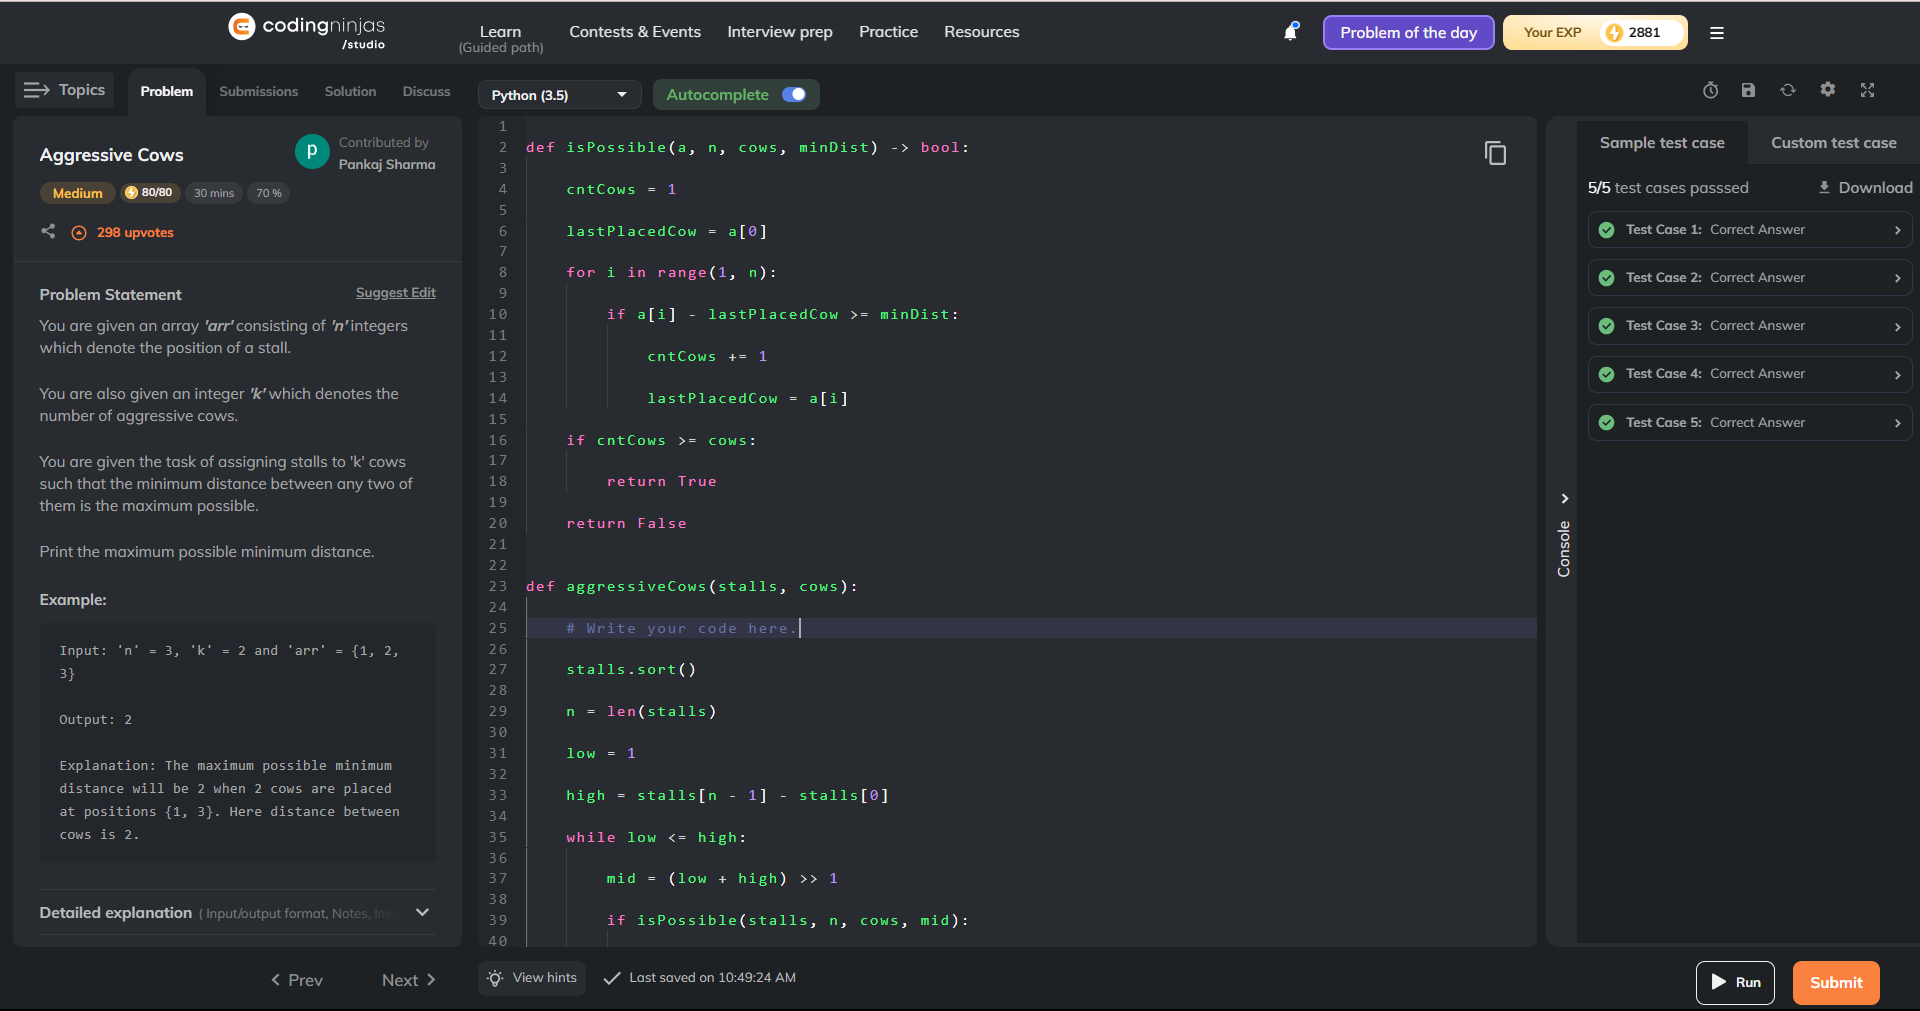 codingninjas
/studio
Learn
(Guided path)
Contests & Events
Interview prep
Practice
Resources
Problem of the day
Your EXP
2881
Topics
Problem
Submissions
Solution
Discuss
Python (3.5)
Autocomplete
Aggressive Cows
p
Contributed by
Pankaj Sharma
Medium
80/80
30 mins
70 %
298 upvotes
Problem Statement
Suggest Edit
You are given an array 'arr' consisting of 'n' integers
which denote the position of a stall.
You are also given an integer 'k' which denotes the
number of aggressive cows.
You are given the task of assigning stalls to 'k' cows
such that the minimum distance between any two of
them is the maximum possible.
Print the maximum possible minimum distance.
Example:
Input: 'n' = 3, 'k' = 2 and 'arr' = {1, 2,
3}
Output: 2
Explanation: The maximum possible minimum
distance will be 2 when 2 cows are placed
at positions {1, 3}. Here distance between
cows is 2.
Detailed explanation ( Input/output format, Notes, Im
Prev
Next
1
2 def isPossible(a, n, cows, minDist) -> bool:
3
4 cntCows = 1
5
6 lastPlacedCow = a[0]
7
8 for i in range(1, n):
9
10 if a[i] - lastPlacedCow >= minDist:
11
12 cntCows += 1
13
14 lastPlacedCow = a[i]
15
16 if cntCows >= cows:
17
18 return True
19
20 return False
21
22
23 def aggressiveCows(stalls, cows):
24
25 # Write your code here.
26
27 stalls.sort()
28
29 n = len(stalls)
30
31 low = 1
32
33 high = stalls[n - 1] - stalls[0]
34
35 while low <= high:
36
37 mid = (low + high) >> 1
38
39 if isPossible(stalls, n, cows, mid):
40
View hints
Last saved on 10:49:24 AM
Console
Sample test case
Custom test case
5/5 test cases passsed
Download
Test Case 1: Correct Answer
Test Case 2: Correct Answer
Test Case 3: Correct Answer
Test Case 4: Correct Answer
Test Case 5: Correct Answer
Run
Submit